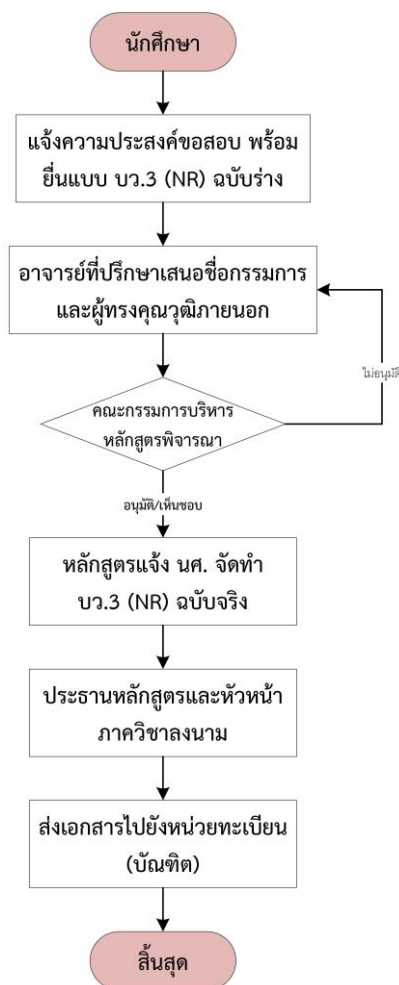 นักศึกษา
แจ้งความประสงค์ขอสอบ พร้อม
ยื่นแบบ บว.3 (NR) ฉบับร่าง
อาจารย์ที่ปรึกษาเสนอชื่อกรรมการ
และผู้ทรงคุณวุฒิภายนอก
ไม่อนุมัติ
คณะกรรมการบริหาร
หลักสูตรพิจารณา
อนุมัติ/เห็นชอบ
หลักสูตรแจ้ง นศ. จัดทำ
บว.3 (NR) ฉบับจริง
ประธานหลักสูตรและหัวหน้า
ภาควิชาลงนาม
ส่งเอกสารไปยังหน่วยทะเบียน
(บัณฑิต)
สิ้นสุด